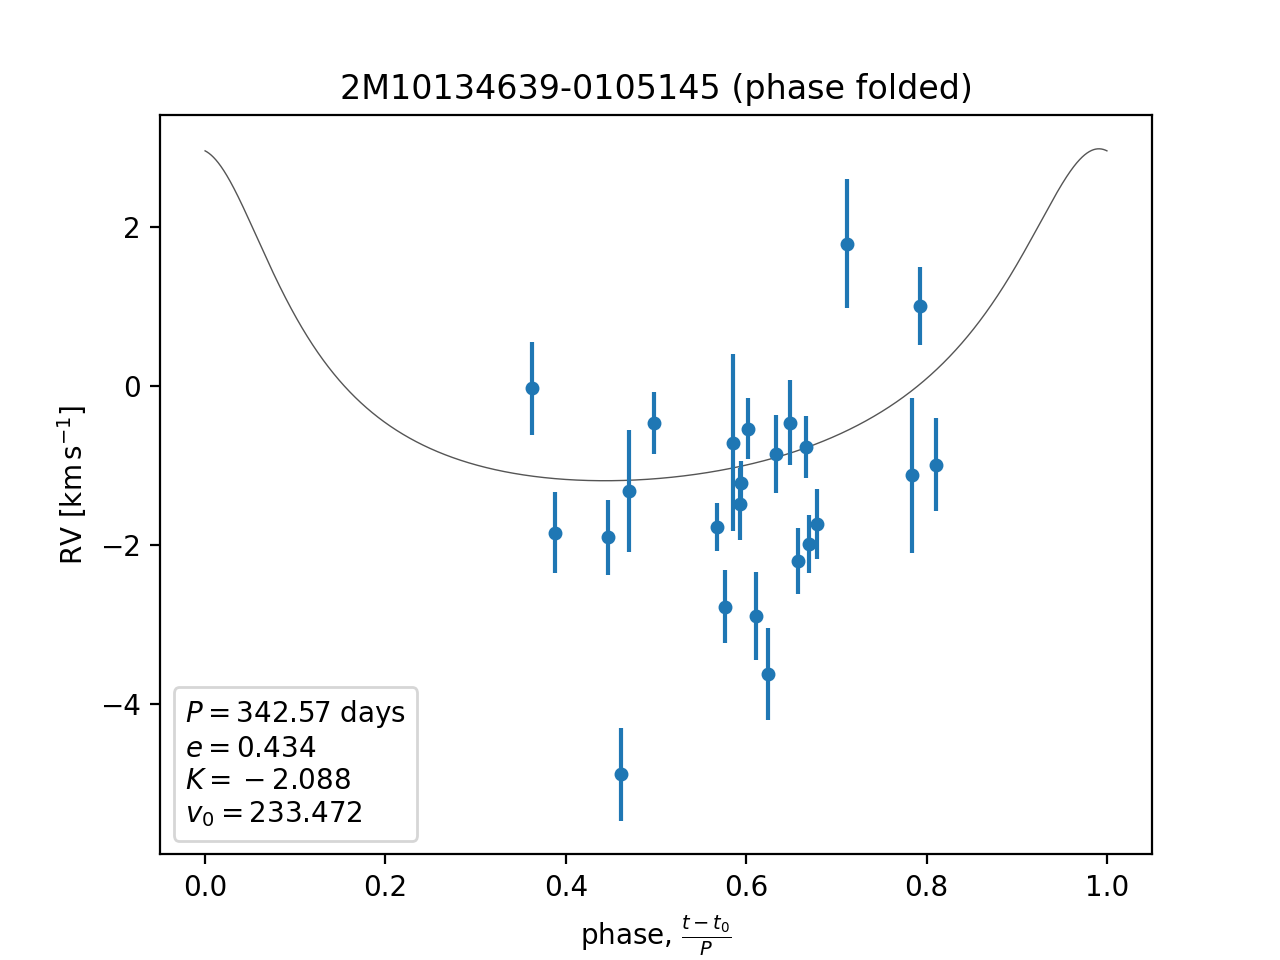 2M10134639-0105145 (phase folded)
RV [km s⁻¹]
2
0
−2
−4
P = 342.57 days
e = 0.434
K = − 2.088
v₀ = 233.472
0.0 0.2 0.4 0.6 0.8 1.0
phase, (t − t₀)/P